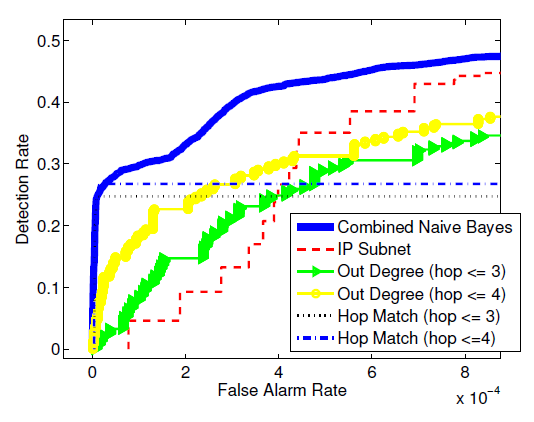 0.5
0.4
0.3
0.2
0.1
0
Detection Rate
Combined Naive Bayes
IP Subnet
Out Degree (hop <= 3)
Out Degree (hop <= 4)
Hop Match (hop <= 3)
Hop Match (hop <=4)
0 2 4 6 8
False Alarm Rate
x 10⁻⁴